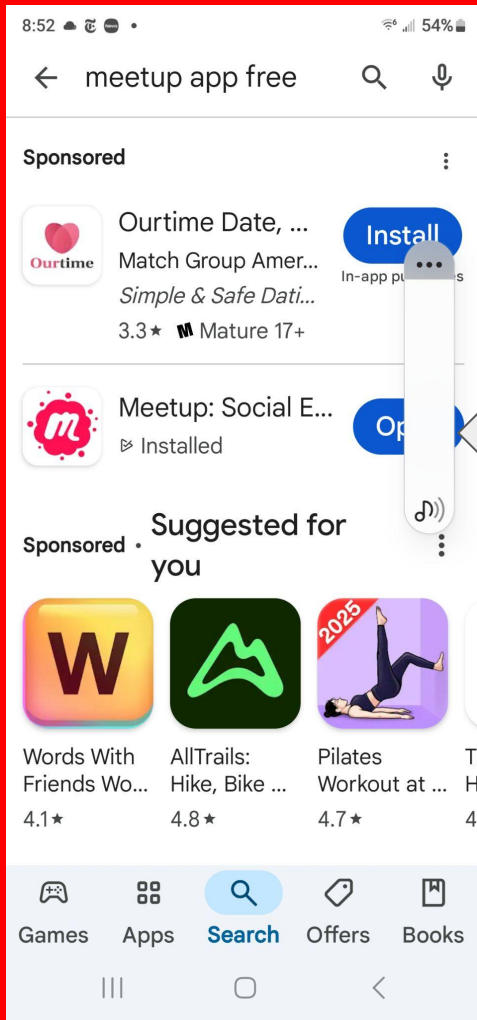 8:52
54%
meetup app free
Sponsored
Ourtime
Ourtime Date, ...
Match Group Amer...
Simple & Safe Dati...
3.3★ M Mature 17+
Install
In-app
m
Meetup: Social E...
Installed
Sponsored • Suggested for
you
W
2025
Words With
Friends Wo...
4.1★
AllTrails:
Hike, Bike ...
4.8★
Pilates
Workout at ...
4.7★
T
H
4
Games
Apps
Search
Offers
Books